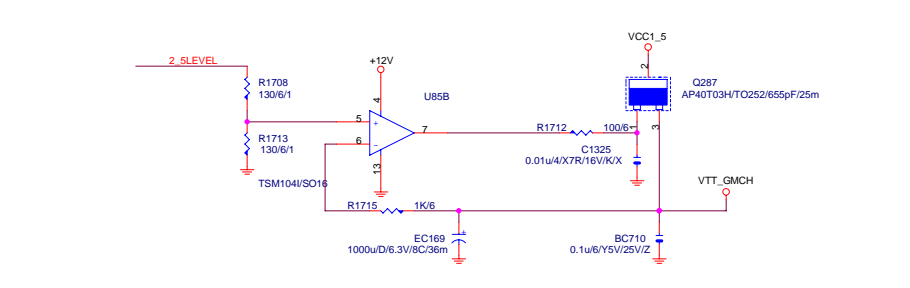 VCC1_5
2_5LEVEL
+12V
2
Q287
R1708
AP40T03H/TO252/655pF/25m
130/6/1
4
U85B
5
+
7
R1712
100/6
1
3
R1713
6
-
C1325
130/6/1
0.01u/4/X7R/16V/K/X
13
TSM104I/SO16
VTT_GMCH
R1715
1K/6
EC169
+
BC710
1000u/D/6.3V/8C/36m
0.1u/6/Y5V/25V/Z